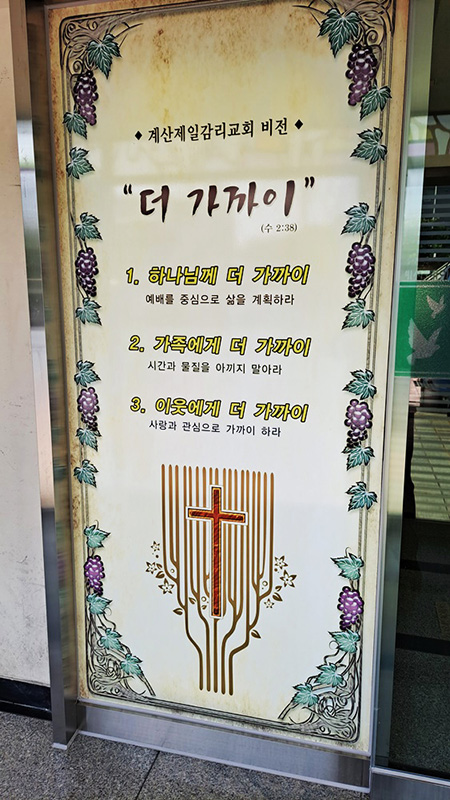 ◆ 계산제일감리교회 비전 ◆
"더 가까이"
(수 2:38)
1. 하나님께 더 가까이
예배를 중심으로 삶을 계획하라
2. 가족에게 더 가까이
시간과 물질을 아끼지 말아라
3. 이웃에게 더 가까이
사랑과 관심으로 가까이 하라